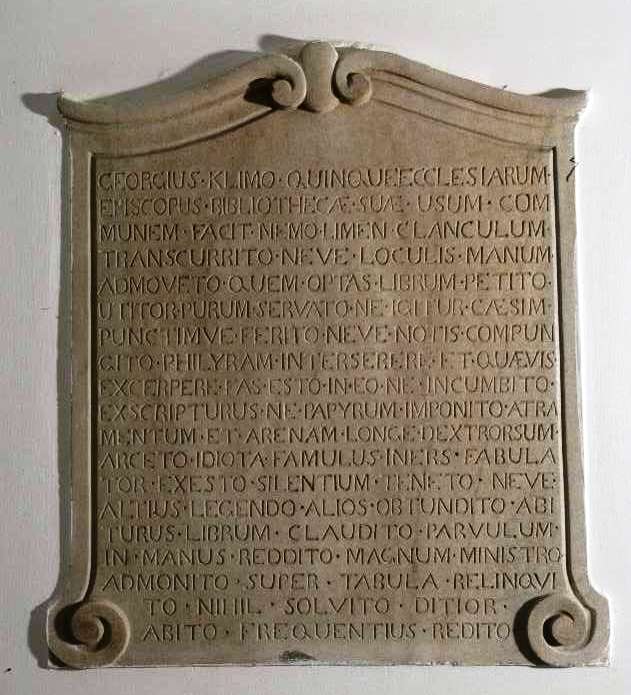 GEORGIUS·KLIMO·QUINQUEECCLESIARUM·
EPISCOPUS·BIBLIOTHECÆ·SUÆ·USUM·COM
MUNEM·FACIT·NEMO·LIMEN CLANCULUM
TRANSCURRITO·NEVE·LOCULIS·MANUM·
ADMOVETO·QUEM·OPTAS·LIBRUM·PETITO·
UTITOR·PURUM·SERVATO·NE·IGITUR·CÆSIM·
PUNCTIMVE·FERITO·NEVE·NOTIS·COMPUN
GITO·PHILYRAM·INTERSERERE·ET·QUÆVIS
EXCERPERE·FAS·ESTO·IN·EO·NE·INCUMBITO·
EXSCRIPTURUS·NE·PAPYRUM·IMPONITO·ATRA
MENTUM·ET·ARENAM·LONGE·DEXTRORSUM·
ARCETO·IDIOTA·FAMULUS·INERS·FABULA
TOR·EXESTO·SILENTIUM·TENETO·NEVE·
ALTIUS·LEGENDO·ALIOS·OBTUNDITO·ABI
TURUS·LIBRUM·CLAUDITO·PARVULUM·
IN·MANUS·REDDITO·MAGNUM·MINISTRO
ADMONITO·SUPER·TABULA·RELINQVI
TO·NIHIL·SOLVITO·DITIOR·
ABITO·FREQUENTIUS·REDITO